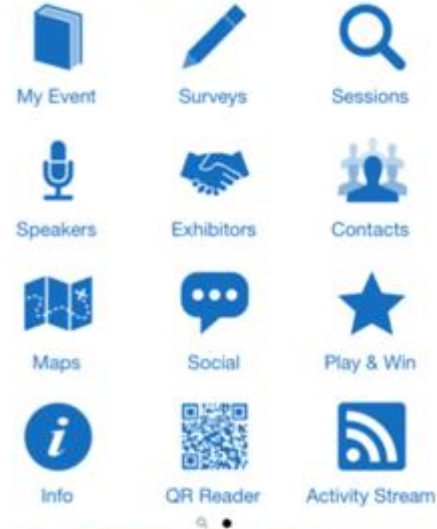 My Event
Surveys
Sessions
Speakers
Exhibitors
Contacts
Maps
Social
Play & Win
Info
QR Reader
Activity Stream